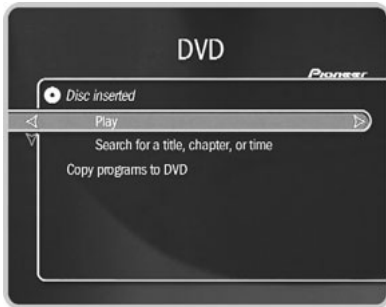 DVD
Pioneer
Disc inserted
Play
Search for a title, chapter, or time
Copy programs to DVD